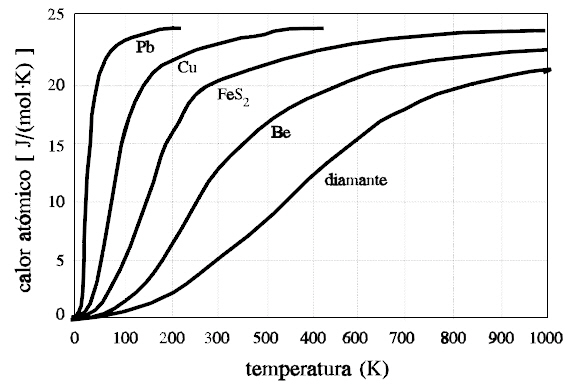 25
20
15
10
5
0
calor atómico [ J/(mol·K) ]
Pb
Cu
FeS₂
Be
diamante
0 100 200 300 400 500 400 600 700 800 900 1000
temperatura (K)